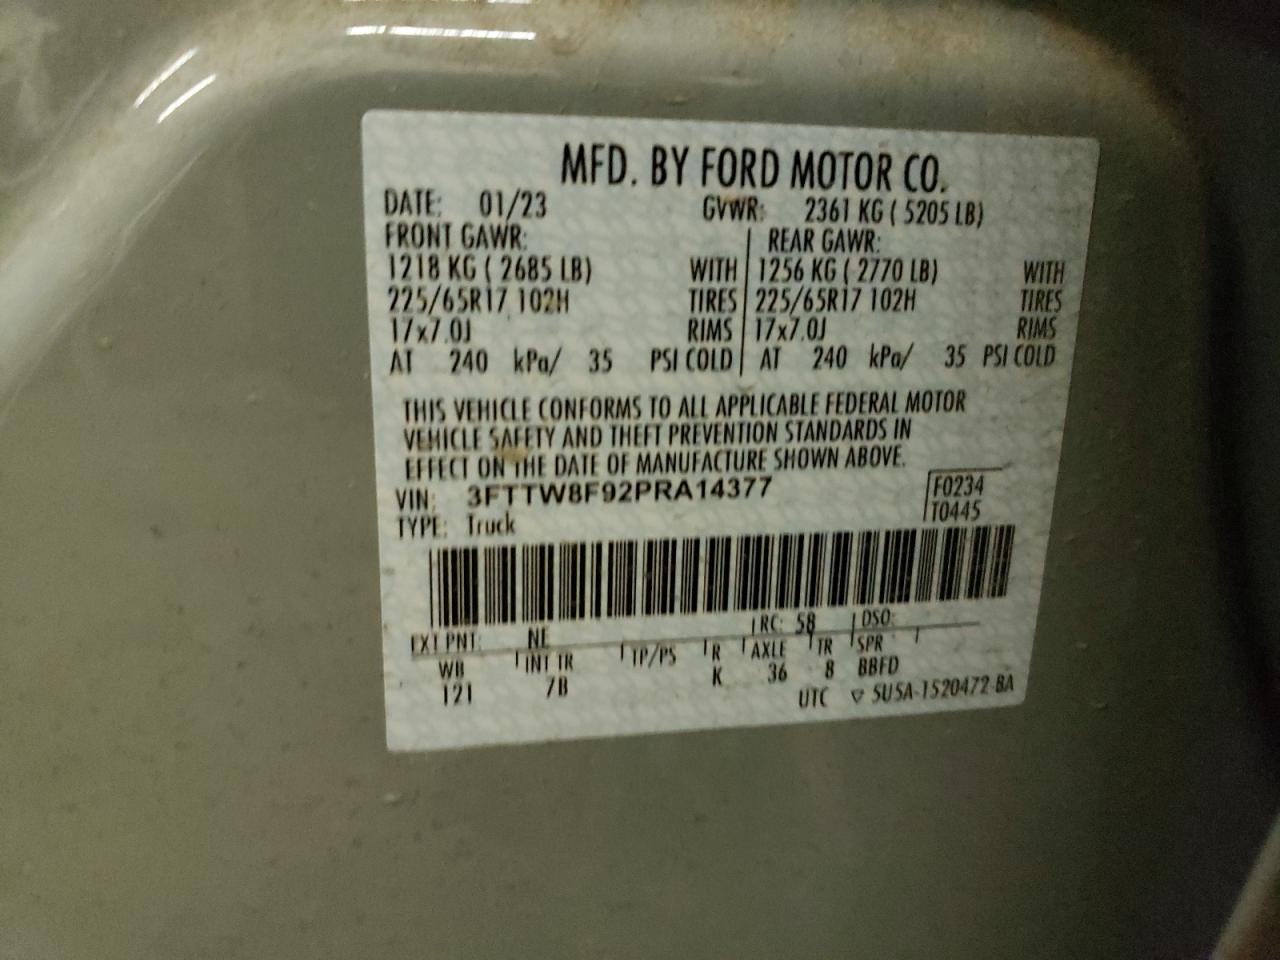 MFD. BY FORD MOTOR CO.
DATE: 01/23 GVWR: 2361 KG ( 5205 LB)
FRONT GAWR: REAR GAWR:
1218 KG ( 2685 LB) WITH 1256 KG ( 2770 LB) WITH
225/65R17 102H TIRES 225/65R17 102H TIRES
17x7.0J RIMS 17x7.0J RIMS
AT 240 kPa/ 35 PSI COLD AT 240 kPa/ 35 PSI COLD
THIS VEHICLE CONFORMS TO ALL APPLICABLE FEDERAL MOTOR
VEHICLE SAFETY AND THEFT PREVENTION STANDARDS IN
EFFECT ON THE DATE OF MANUFACTURE SHOWN ABOVE.
VIN: 3FTTW8F92PRA14377 F0234
TYPE: Truck T0445
EXT PNT: NE RC: 58 DSO:
WB INT TR TP/PS R AXLE TR SPR
121 7B K 36 8 BBFD
UTC ▽ 5U5A-1520472-BA